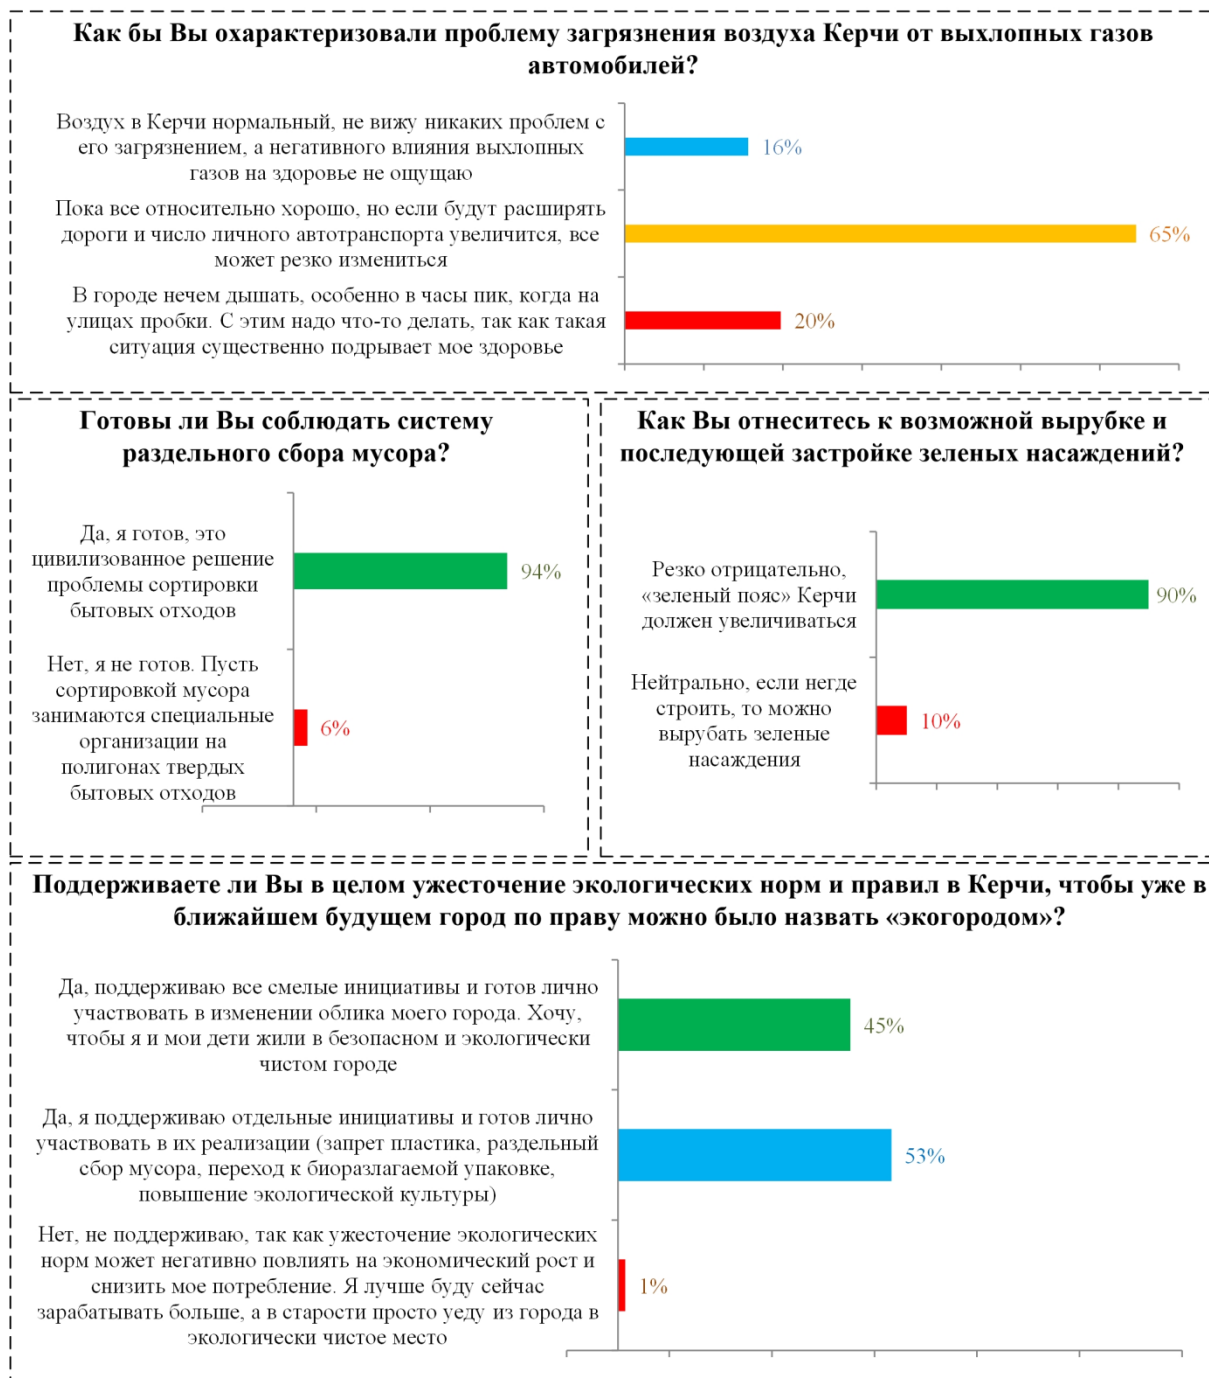 Как бы Вы охарактеризовали проблему загрязнения воздуха Керчи от выхлопных газов
автомобилей?
Воздух в Керчи нормальный, не вижу никаких проблем с
его загрязнением, а негативного влияния выхлопных
газов на здоровье не ощущаю
16%
Пока все относительно хорошо, но если будут расширять
дороги и число личного автотранспорта увеличится, все
может резко измениться
65%
В городе нечем дышать, особенно в часы пик, когда на
улицах пробки. С этим надо что-то делать, так как такая
ситуация существенно подрывает мое здоровье
20%
Готовы ли Вы соблюдать систему
раздельного сбора мусора?
Да, я готов, это
цивилизованное решение
проблемы сортировки
бытовых отходов
94%
Нет, я не готов. Пусть
сортировкой мусора
занимаются специальные
организации на
полигонах твердых
бытовых отходов
6%
Как Вы отнеситесь к возможной вырубке и
последующей застройке зеленых насаждений?
Резко отрицательно,
«зеленый пояс» Керчи
должен увеличиваться
90%
Нейтрально, если негде
строить, то можно
вырубать зеленые
насаждения
10%
Поддерживаете ли Вы в целом ужесточение экологических норм и правил в Керчи, чтобы уже в
ближайшем будущем город по праву можно было назвать «экогородом»?
Да, поддерживаю все смелые инициативы и готов лично
участвовать в изменении облика моего города. Хочу,
чтобы я и мои дети жили в безопасном и экологически
чистом городе
45%
Да, я поддерживаю отдельные инициативы и готов лично
участвовать в их реализации (запрет пластика, раздельный
сбор мусора, переход к биоразлагаемой упаковке,
повышение экологической культуры)
53%
Нет, не поддерживаю, так как ужесточение экологических
норм может негативно повлиять на экономический рост и
снизить мое потребление. Я лучше буду сейчас
зарабатывать больше, а в старости просто уеду из города в
экологически чистое место
1%